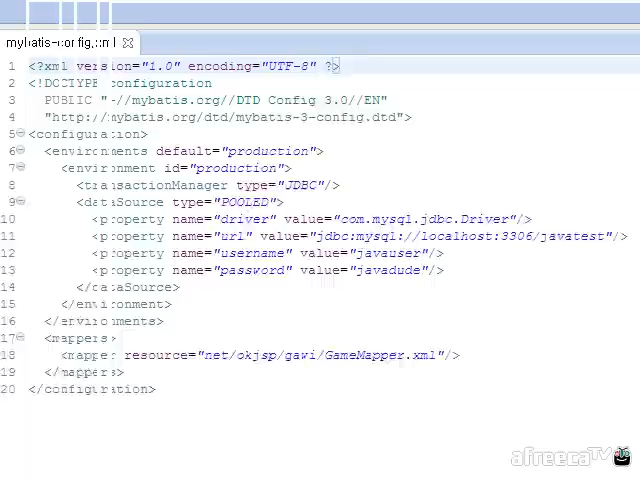 mybatis-config.xml
1 <?xml version="1.0" encoding="UTF-8" ?>
2 <!DOCTYPE configuration
3 PUBLIC "-//mybatis.org//DTD Config 3.0//EN"
4 "http://mybatis.org/dtd/mybatis-3-config.dtd">
5 <configuration>
6 <environments default="production">
7 <environment id="production">
8 <transactionManager type="JDBC"/>
9 <dataSource type="POOLED">
10 <property name="driver" value="com.mysql.jdbc.Driver"/>
11 <property name="url" value="jdbc:mysql://localhost:3306/javatest"/>
12 <property name="username" value="javauser"/>
13 <property name="password" value="javadude"/>
14 </dataSource>
15 </environment>
16 </environments>
17 <mappers>
18 <mapper resource="net/okjsp/gawi/GameMapper.xml"/>
19 </mappers>
20 </configuration>
afreecaTV